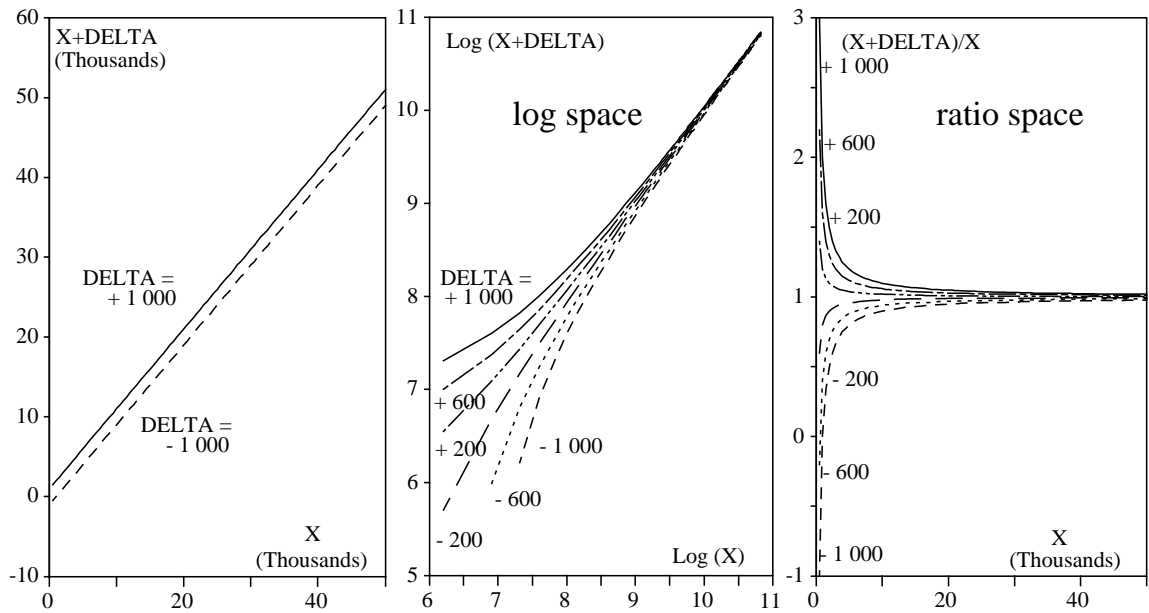 60
50
40
30
20
10
0
-10
X+DELTA
(Thousands)
DELTA =
+ 1 000
DELTA =
- 1 000
X
(Thousands)
0
20
40
11
10
9
8
7
6
5
Log (X+DELTA)
log space
DELTA =
+ 1 000
+ 600
+ 200
- 1 000
- 600
- 200
Log (X)
6
7
8
9
10
11
3
2
1
0
-1
(X+DELTA)/X
+ 1 000
ratio space
+ 600
+ 200
- 200
- 600
- 1 000
X
(Thousands)
0
20
40